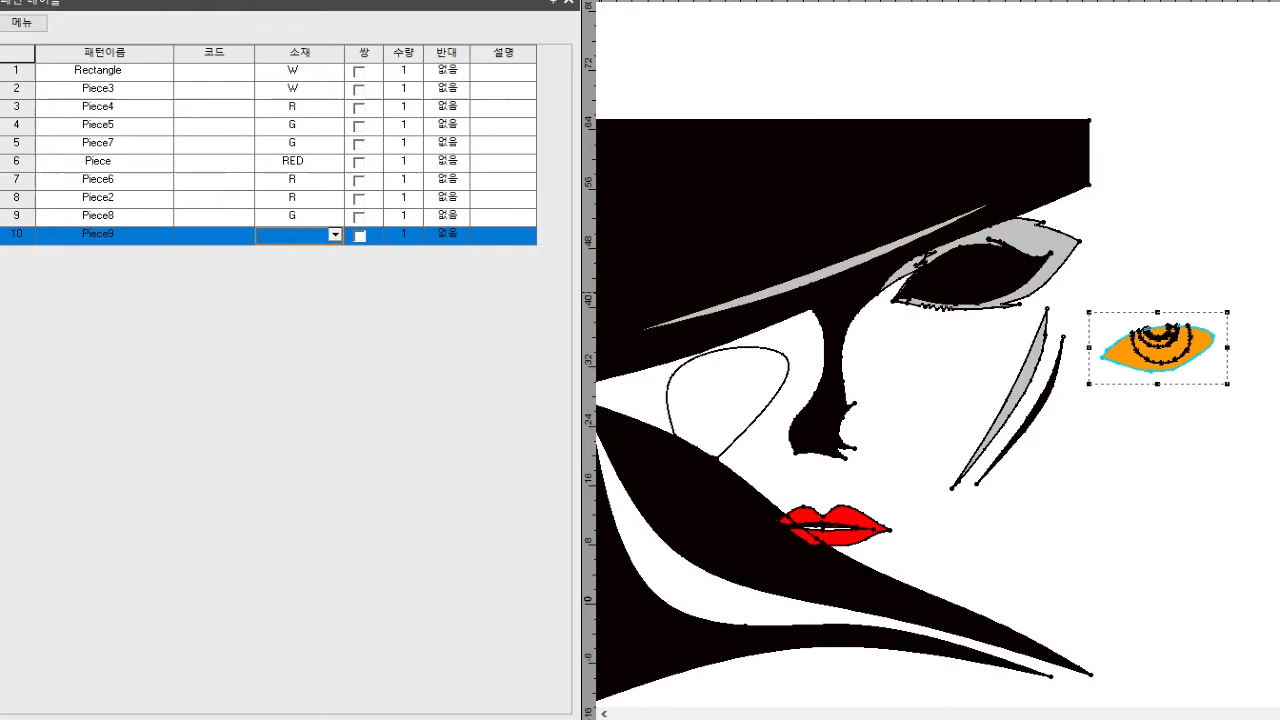 메뉴
패턴이름 코드 소재 쌍 수량 반대 설명
1 Rectangle W 1 없음
2 Piece3 W 1 없음
3 Piece4 R 1 없음
4 Piece5 G 1 없음
5 Piece7 G 1 없음
6 Piece RED 1 없음
7 Piece6 R 1 없음
8 Piece2 R 1 없음
9 Piece8 G 1 없음
10 Piece9 1 없음
72
64
56
48
40
32
24
16
8
0
-8